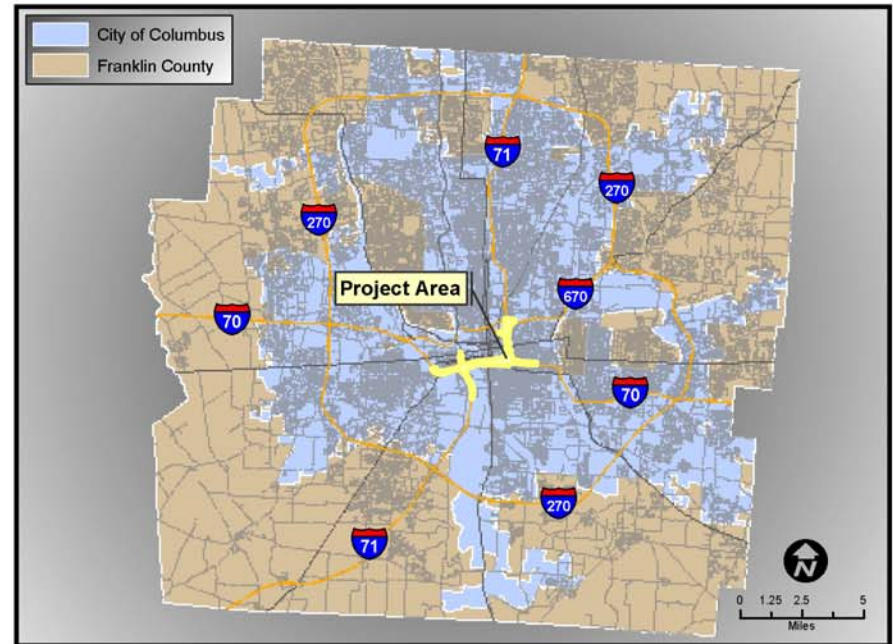 City of Columbus
Franklin County
71
270
270
Project Area
670
70
70
270
71
N
0 1.25 2.5 5
Miles